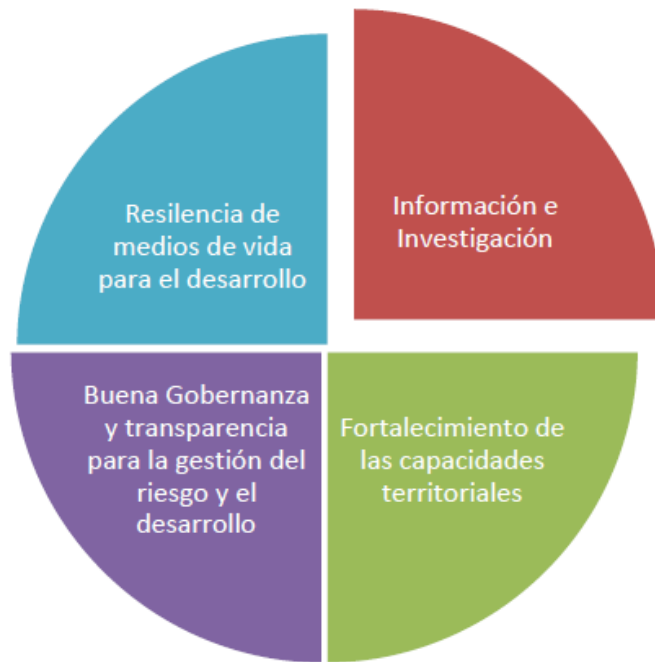 Resilencia de
medios de vida
para el desarrollo
Información e
Investigación
Buena Gobernanza
y transparencia
para la gestión del
riesgo y el
desarrollo
Fortalecimiento de
las capacidades
territoriales